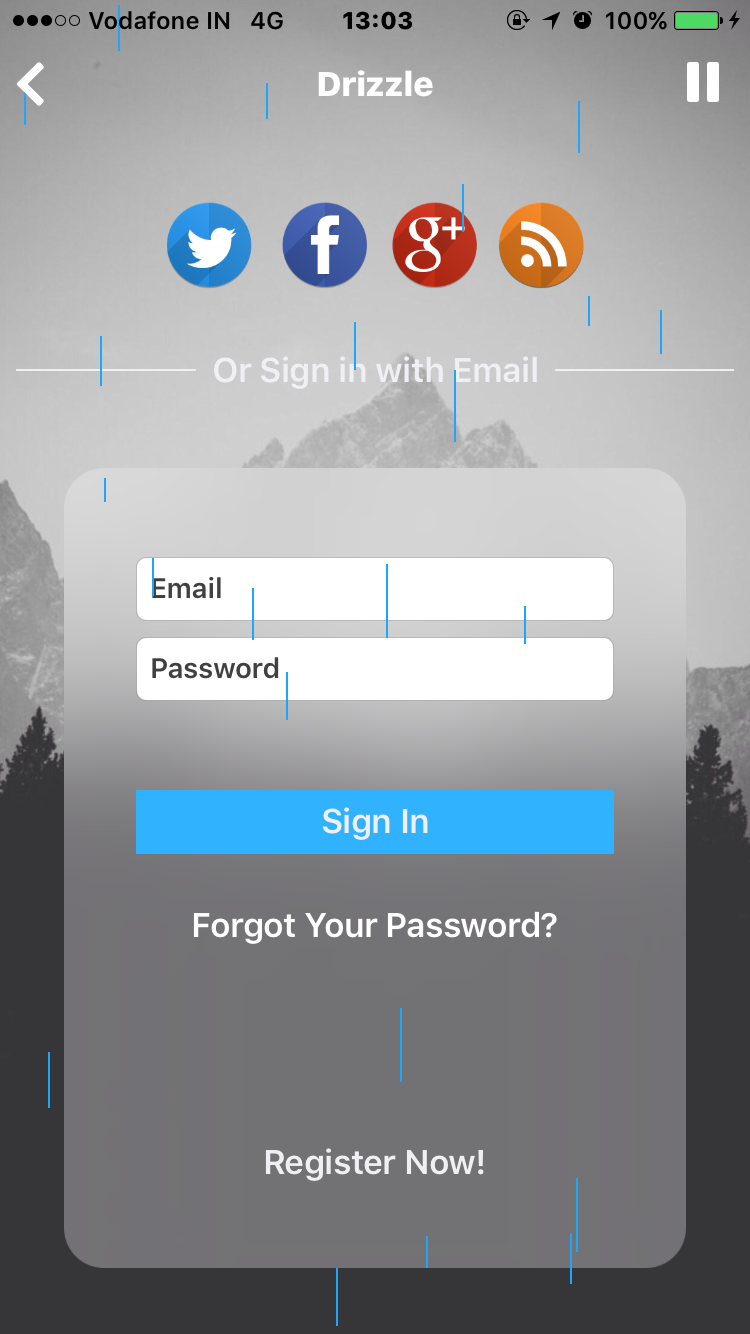 Vodafone IN 4G 13:03 100%
Drizzle
f g+
Or Sign in with Email
Email
Password
Sign In
Forgot Your Password?
Register Now!